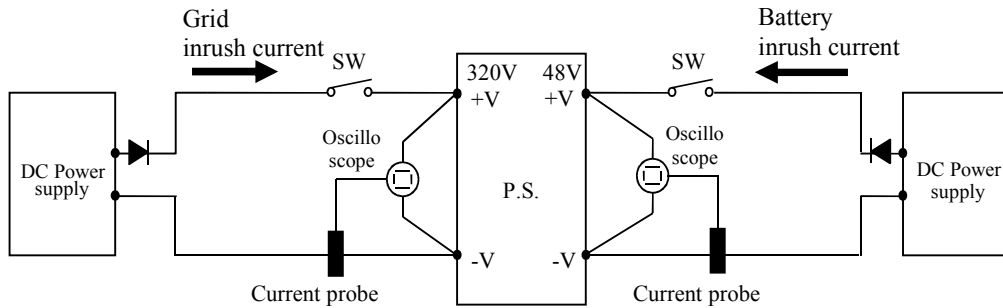 Grid
inrush current
SW
320V
+V
48V
+V
SW
Battery
inrush current
DC Power
supply
Oscillo
scope
P.S.
Oscillo
scope
DC Power
supply
-V
-V
Current probe
Current probe